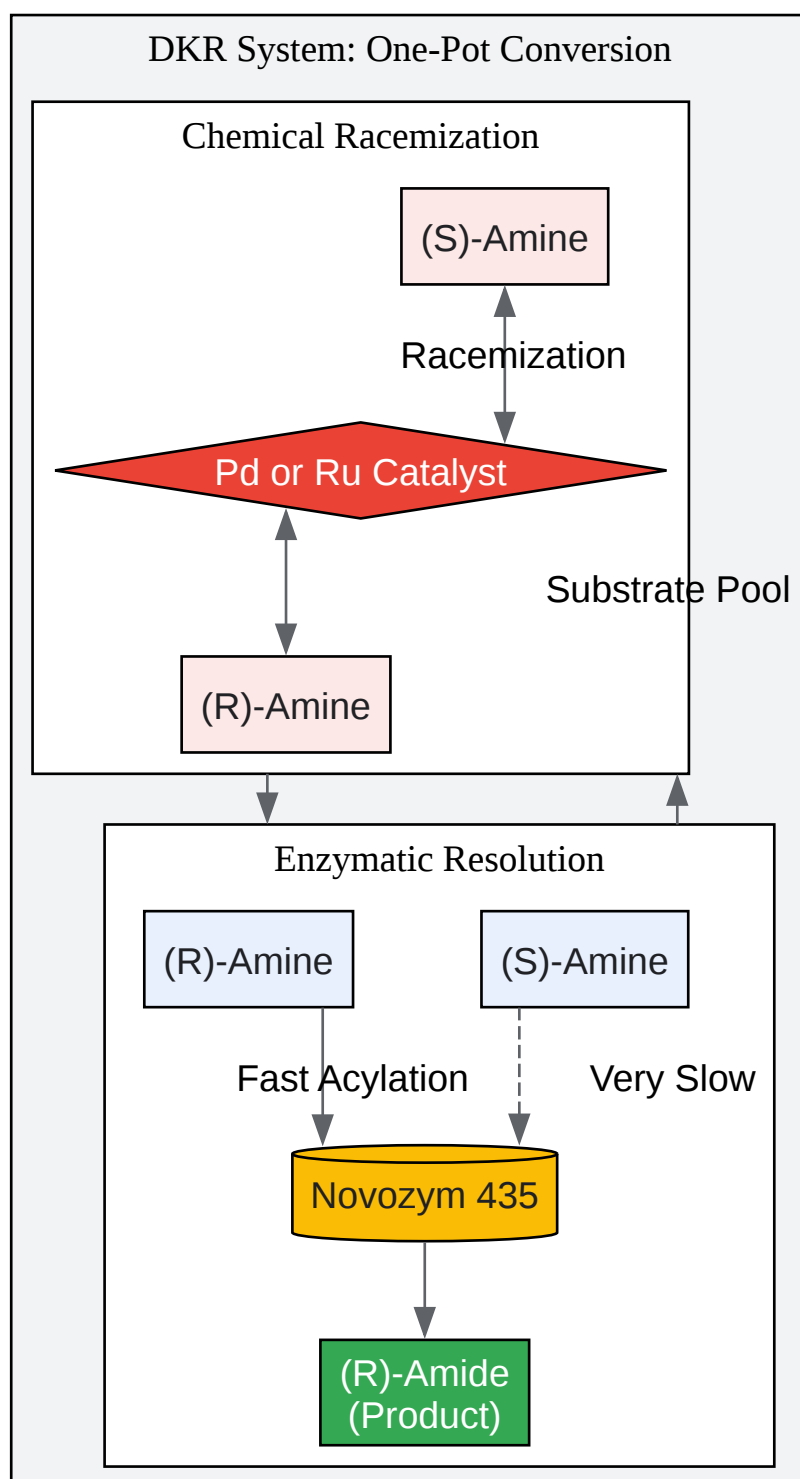 DKR System: One-Pot Conversion
Chemical Racemization
(S)-Amine
Racemization
Pd or Ru Catalyst
Substrate Pool
(R)-Amine
Enzymatic Resolution
(R)-Amine
(S)-Amine
Fast Acylation
Very Slow
Novozym 435
(R)-Amide
(Product)